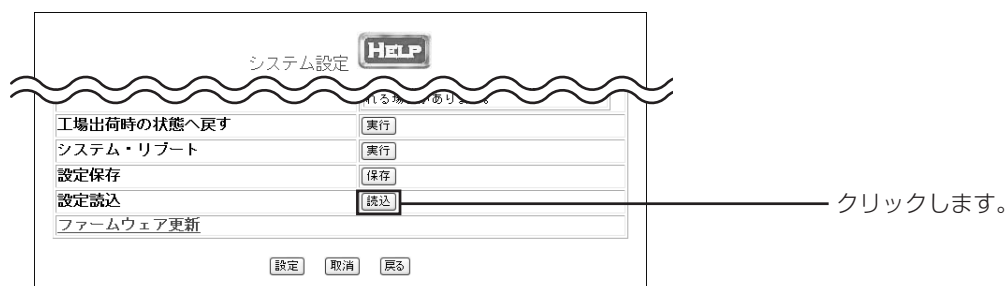 システム設定 HELP
工場出荷時の状態へ戻す 実行
システム・リブート 実行
設定保存 保存
設定読込 読込 クリックします。
ファームウェア更新
設定 取消 戻る